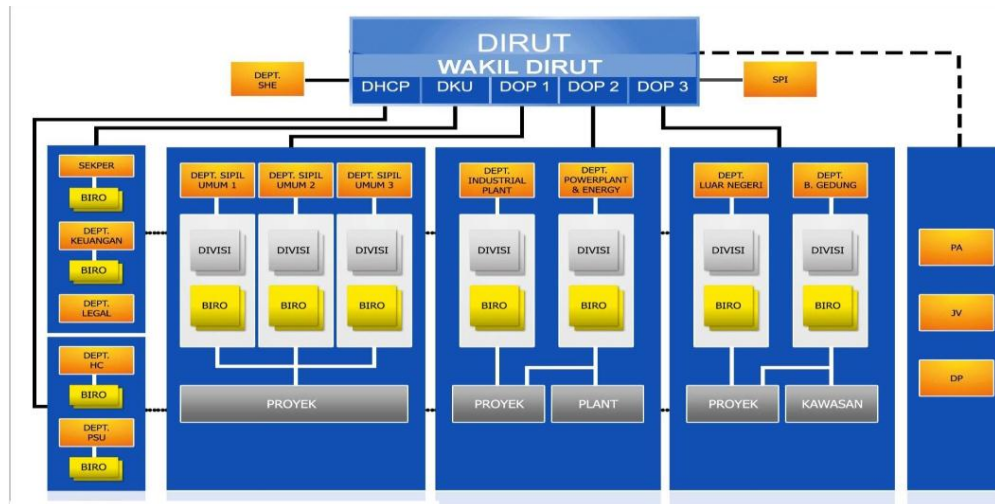 DIRUT
WAKIL DIRUT
DHCP DKU DOP 1 DOP 2 DOP 3
DEPT.
SHE
SPI
SEKPER
BIRO
DEPT.
KEUANGAN
BIRO
DEPT.
LEGAL
DEPT.
HC
BIRO
DEPT.
PSU
BIRO
DEPT. SIPIL
UMUM 1
DEPT. SIPIL
UMUM 2
DEPT. SIPIL
UMUM 3
DIVISI DIVISI DIVISI
BIRO BIRO BIRO
PROYEK
DEPT.
INDUSTRIAL
PLANT
DEPT.
POWERPLANT
& ENERGY
DIVISI DIVISI
BIRO BIRO
PROYEK PLANT
DEPT.
LUAR NEGERI
DEPT.
B. GEDUNG
DIVISI DIVISI
BIRO BIRO
PROYEK KAWASAN
PA
JV
DP